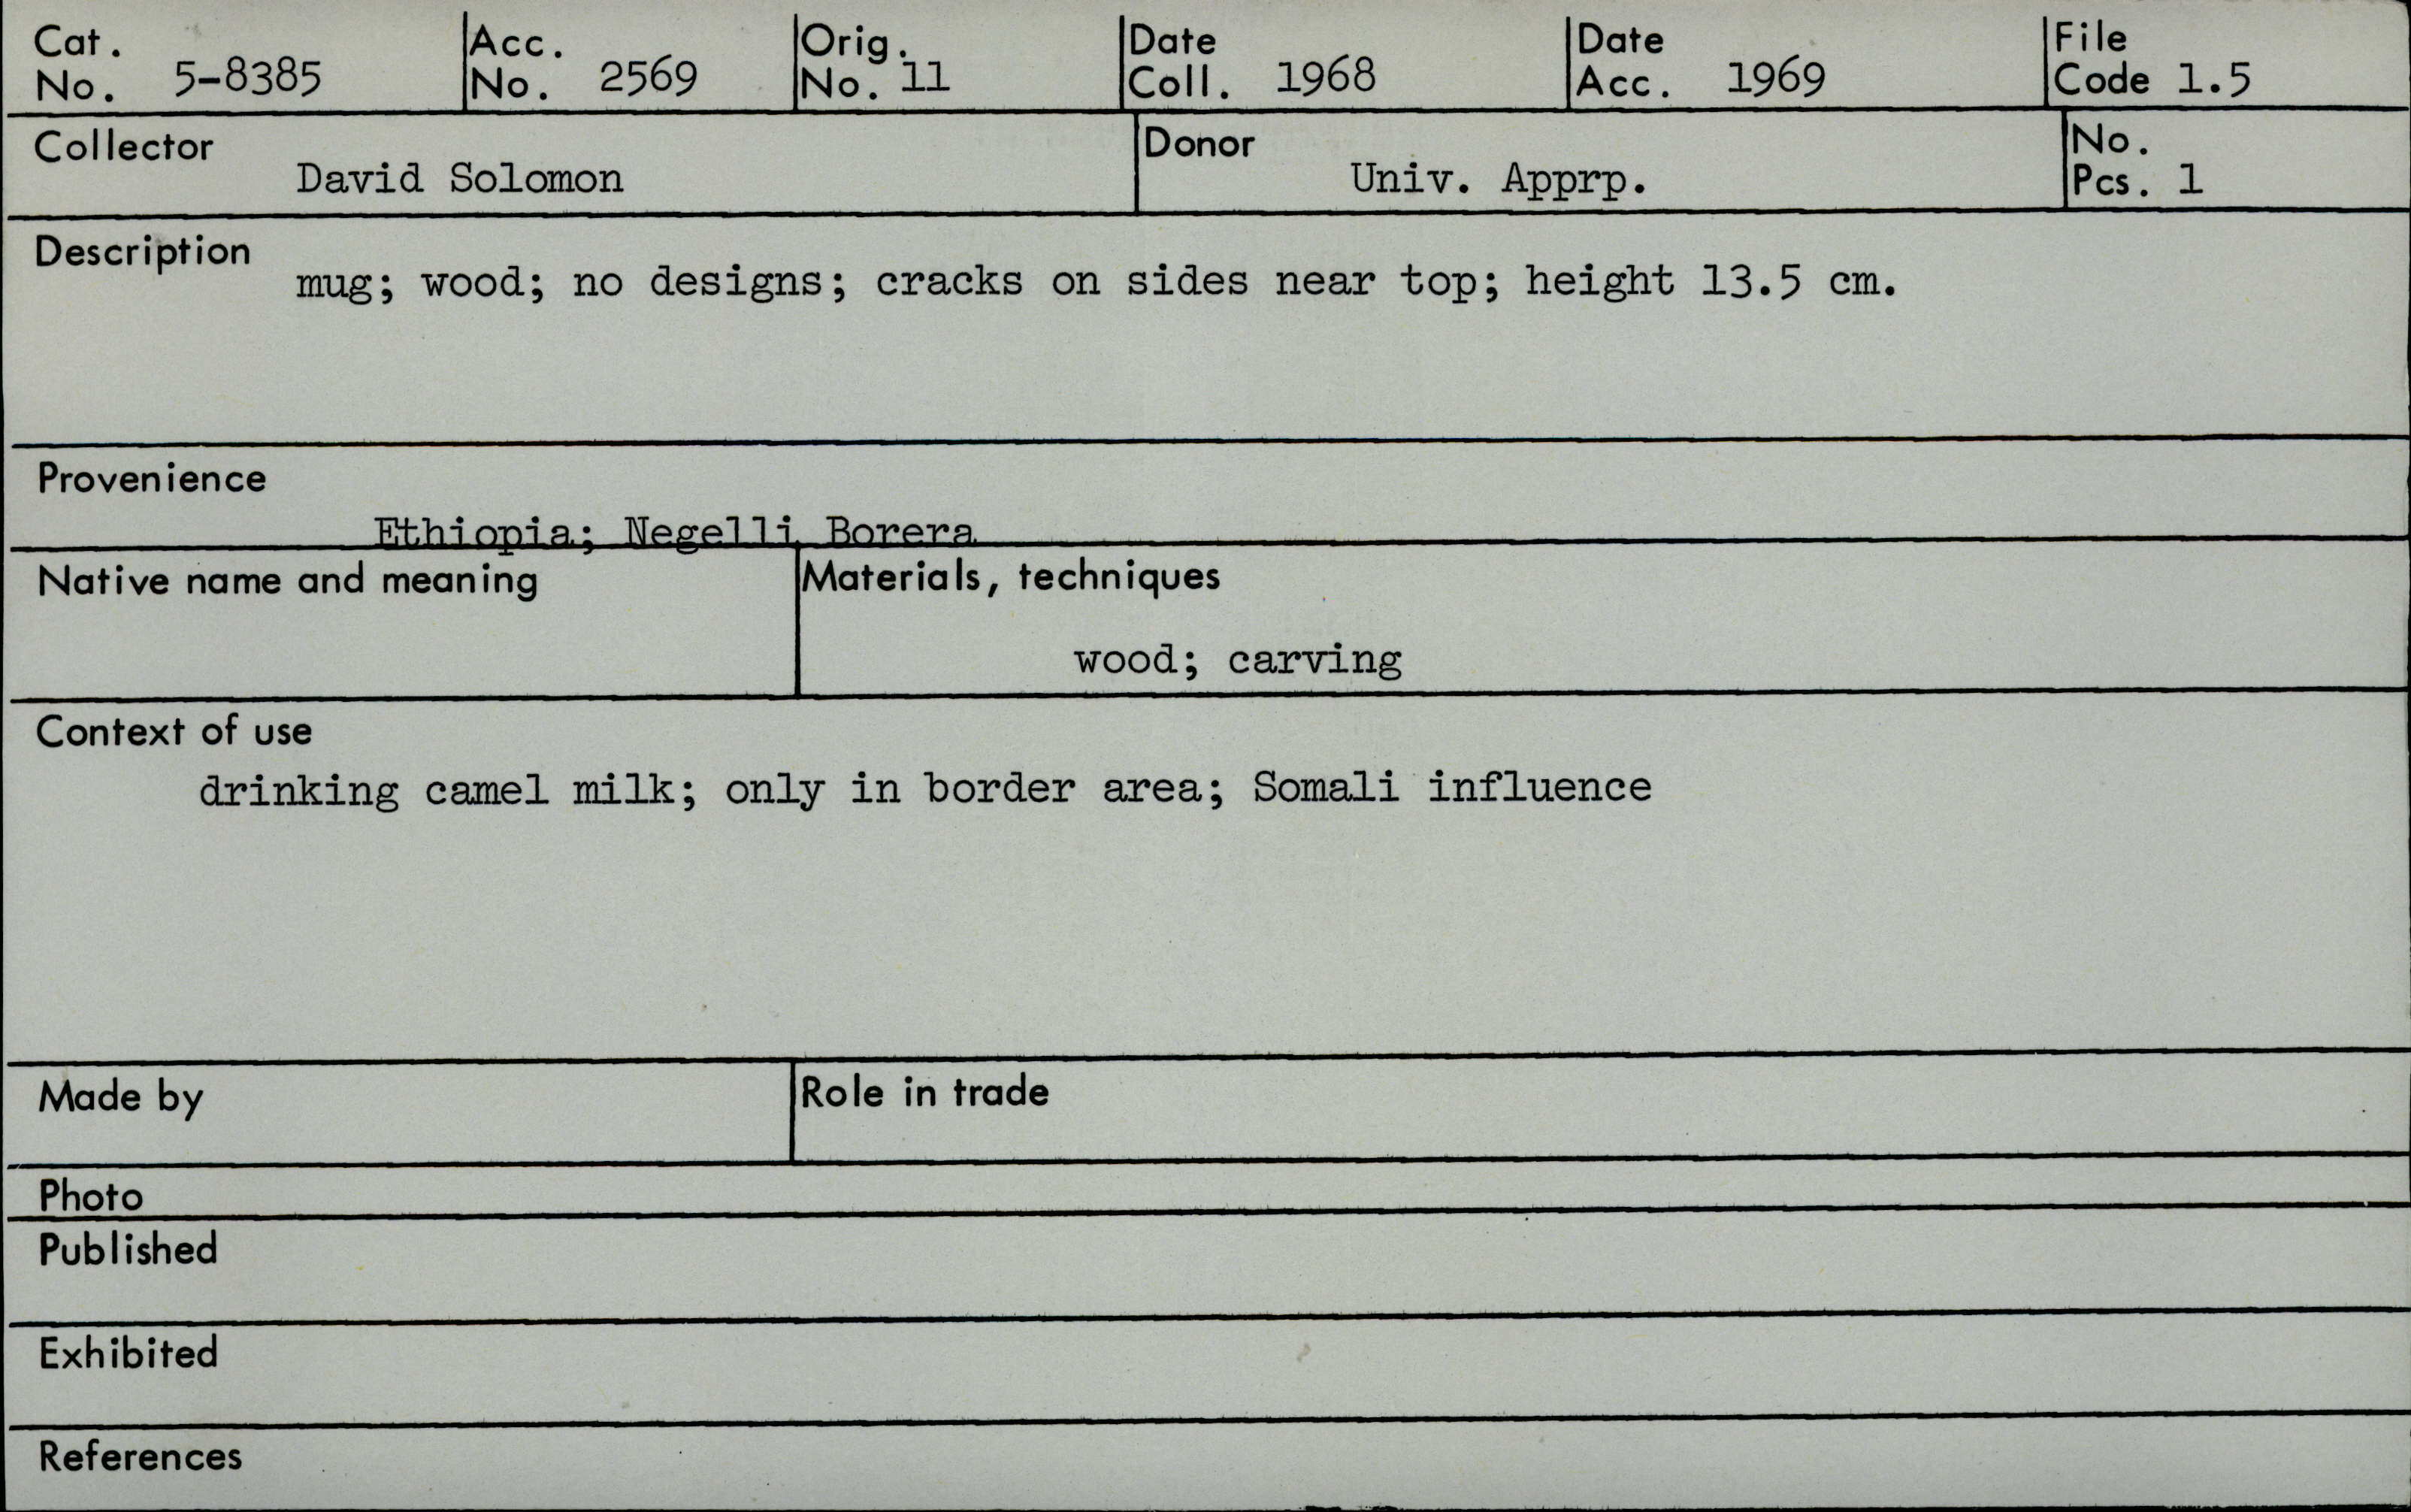 Cat. No. 5-8385 Acc. No. 2569 Orig. No. 11 Date Coll. 1968 Date Acc. 1969 File Code 1.5
Collector David Solomon Donor Univ. Apprp. No. Pcs. 1
Description mug; wood; no designs; cracks on sides near top; height 13.5 cm.
Provenience
Ethiopia; Negelli Borera
Native name and meaning Materials, techniques
wood; carving
Context of use
drinking camel milk; only in border area; Somali influence
Made by Role in trade
Photo
Published
Exhibited
References